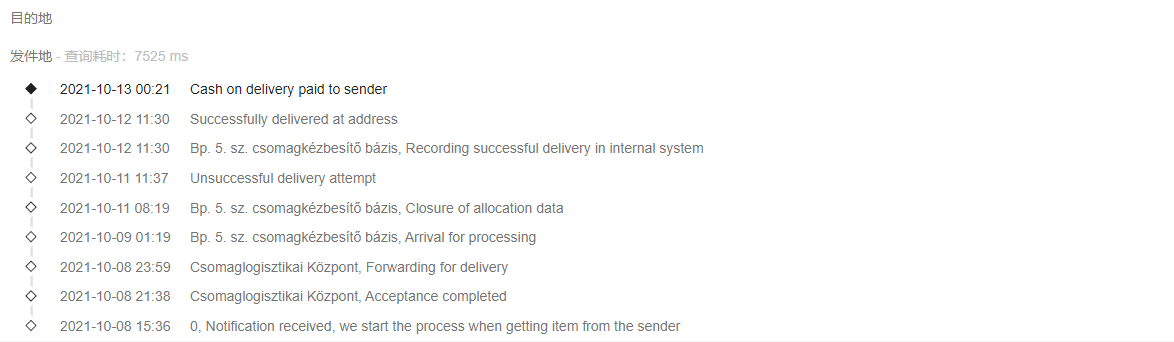 目的地
发件地 - 查询耗时：7525 ms
2021-10-13 00:21 Cash on delivery paid to sender
2021-10-12 11:30 Successfully delivered at address
2021-10-12 11:30 Bp. 5. sz. csomagkézbesítő bázis, Recording successful delivery in internal system
2021-10-11 11:37 Unsuccessful delivery attempt
2021-10-11 08:19 Bp. 5. sz. csomagkézbesítő bázis, Closure of allocation data
2021-10-09 01:19 Bp. 5. sz. csomagkézbesítő bázis, Arrival for processing
2021-10-08 23:59 Csomaglogisztikai Központ, Forwarding for delivery
2021-10-08 21:38 Csomaglogisztikai Központ, Acceptance completed
2021-10-08 15:36 0, Notification received, we start the process when getting item from the sender